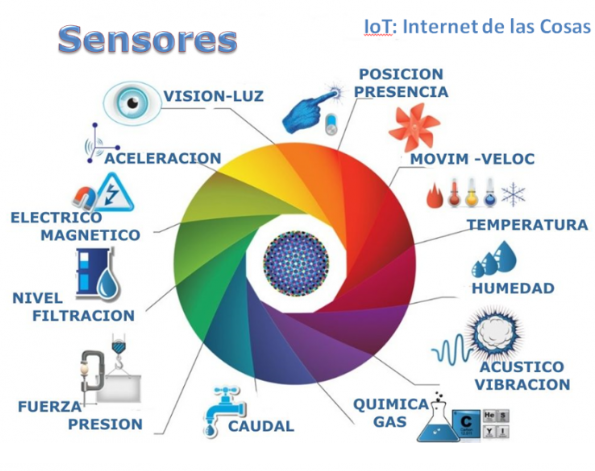 Sensores
IoT: Internet de las Cosas
VISION-LUZ
POSICION
PRESENCIA
ACELERACION
MOVIM -VELOC
ELECTRICO
MAGNETICO
TEMPERATURA
NIVEL
FILTRACION
HUMEDAD
FUERZA
PRESION
CAUDAL
QUIMICA
GAS
ACUSTICO
VIBRACION
C
He S
Y I